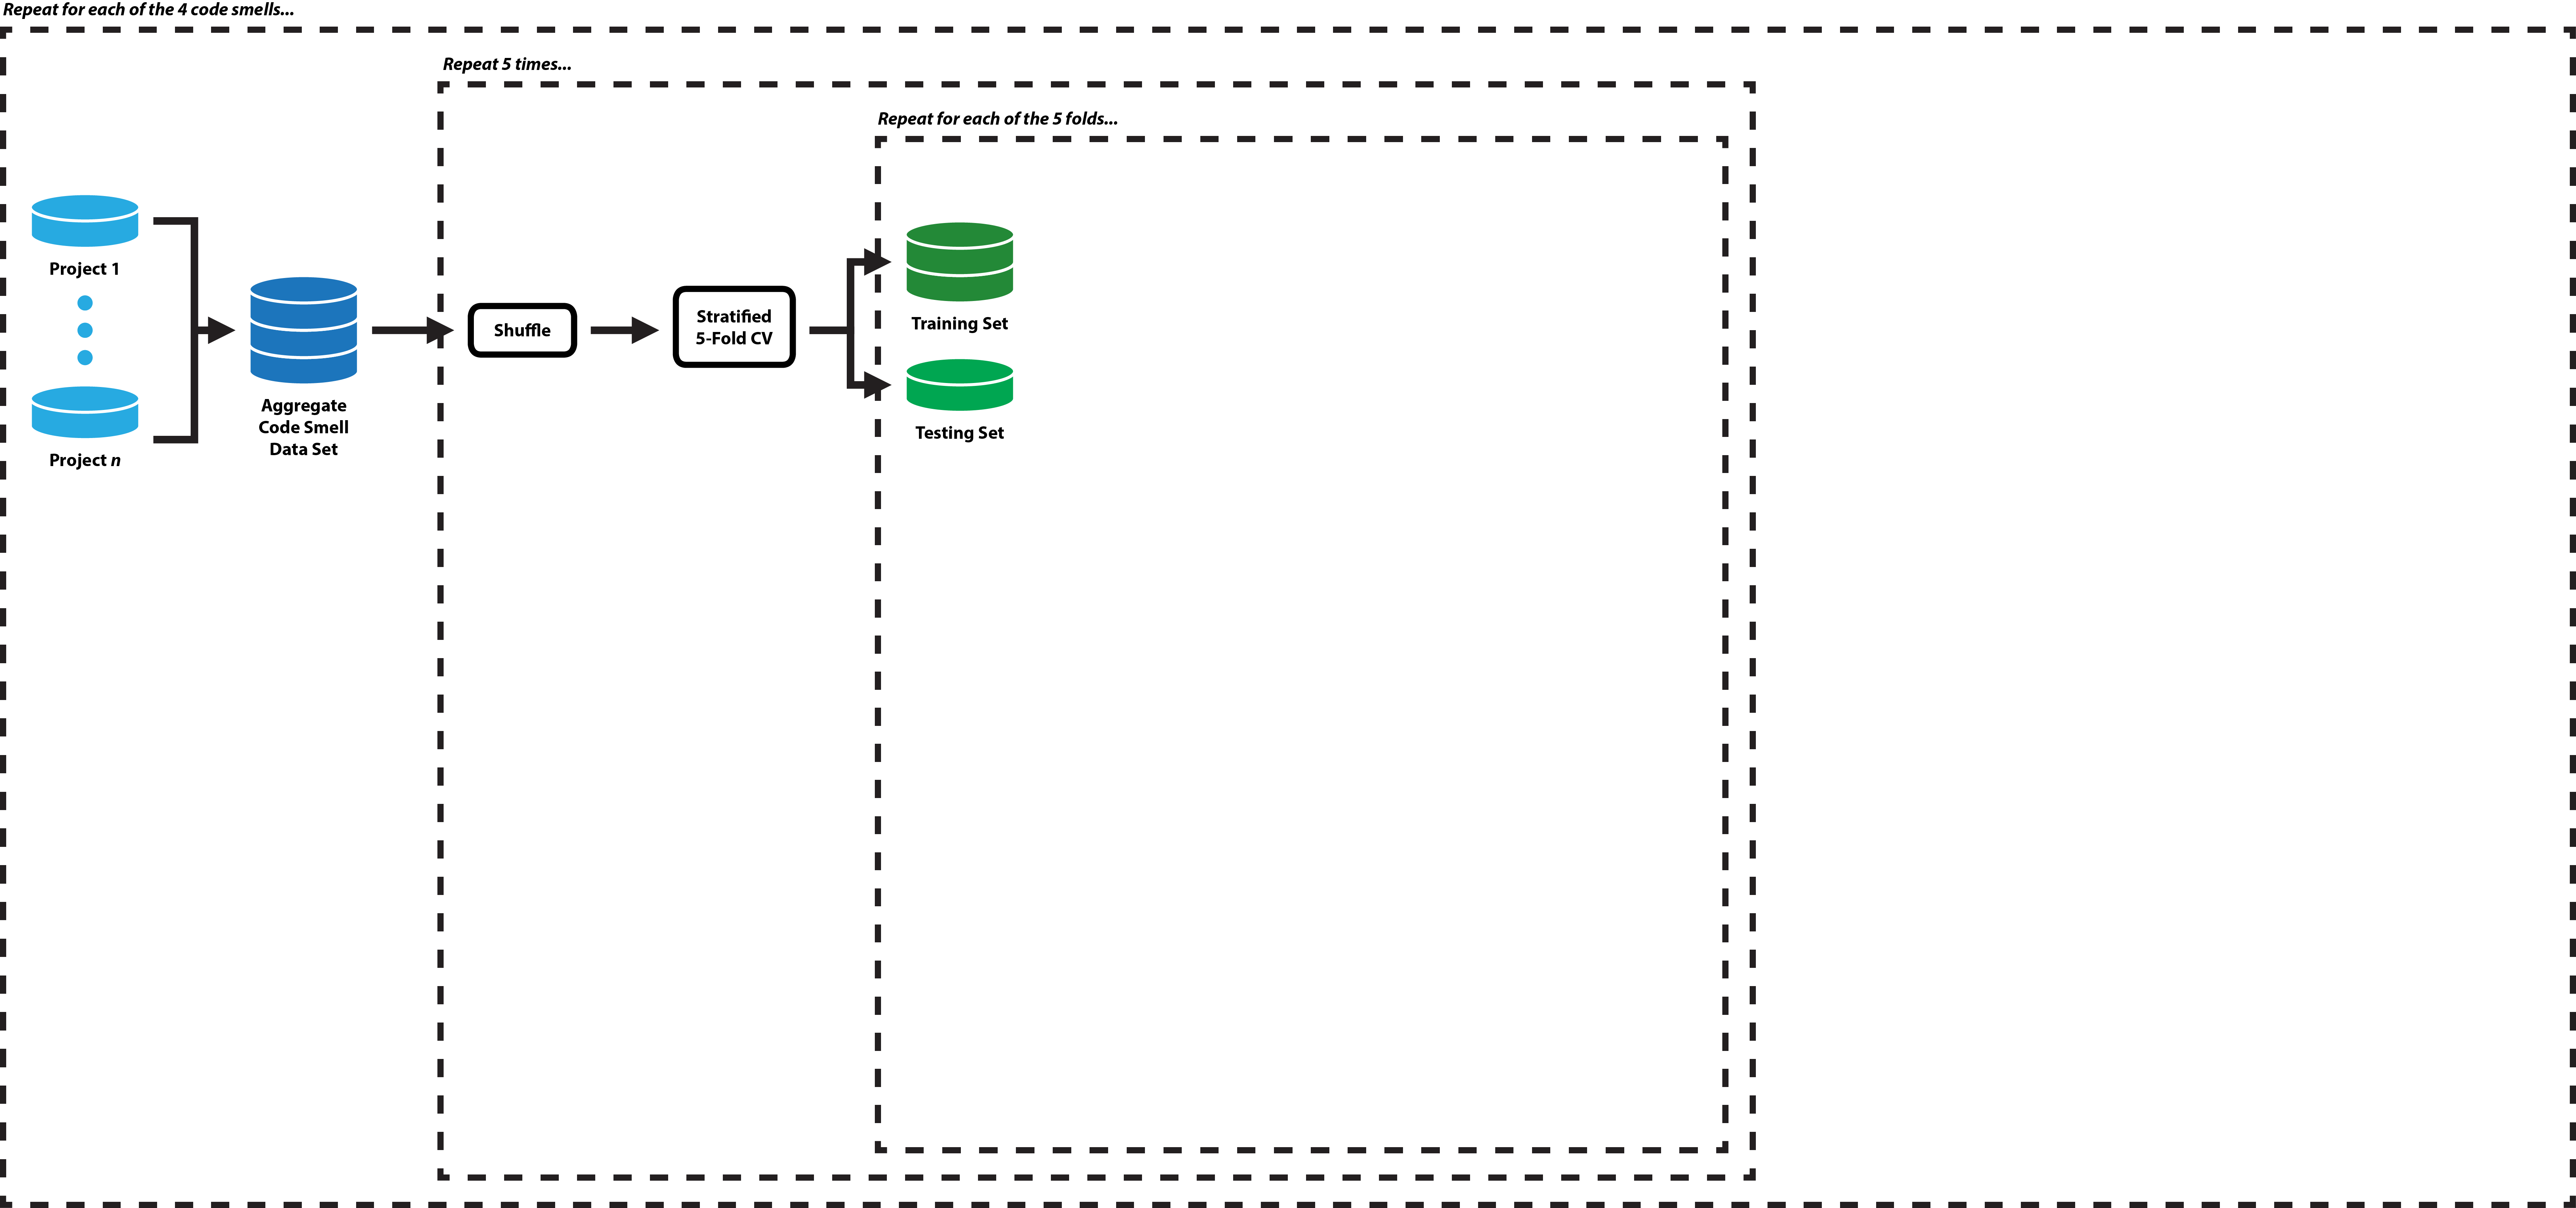 Repeat for each of the 4 code smells...
Repeat 5 times...
Repeat for each of the 5 folds...
Project 1
Project n
Aggregate
Code Smell
Data Set
Shuffle
Stratified
5-Fold CV
Training Set
Testing Set